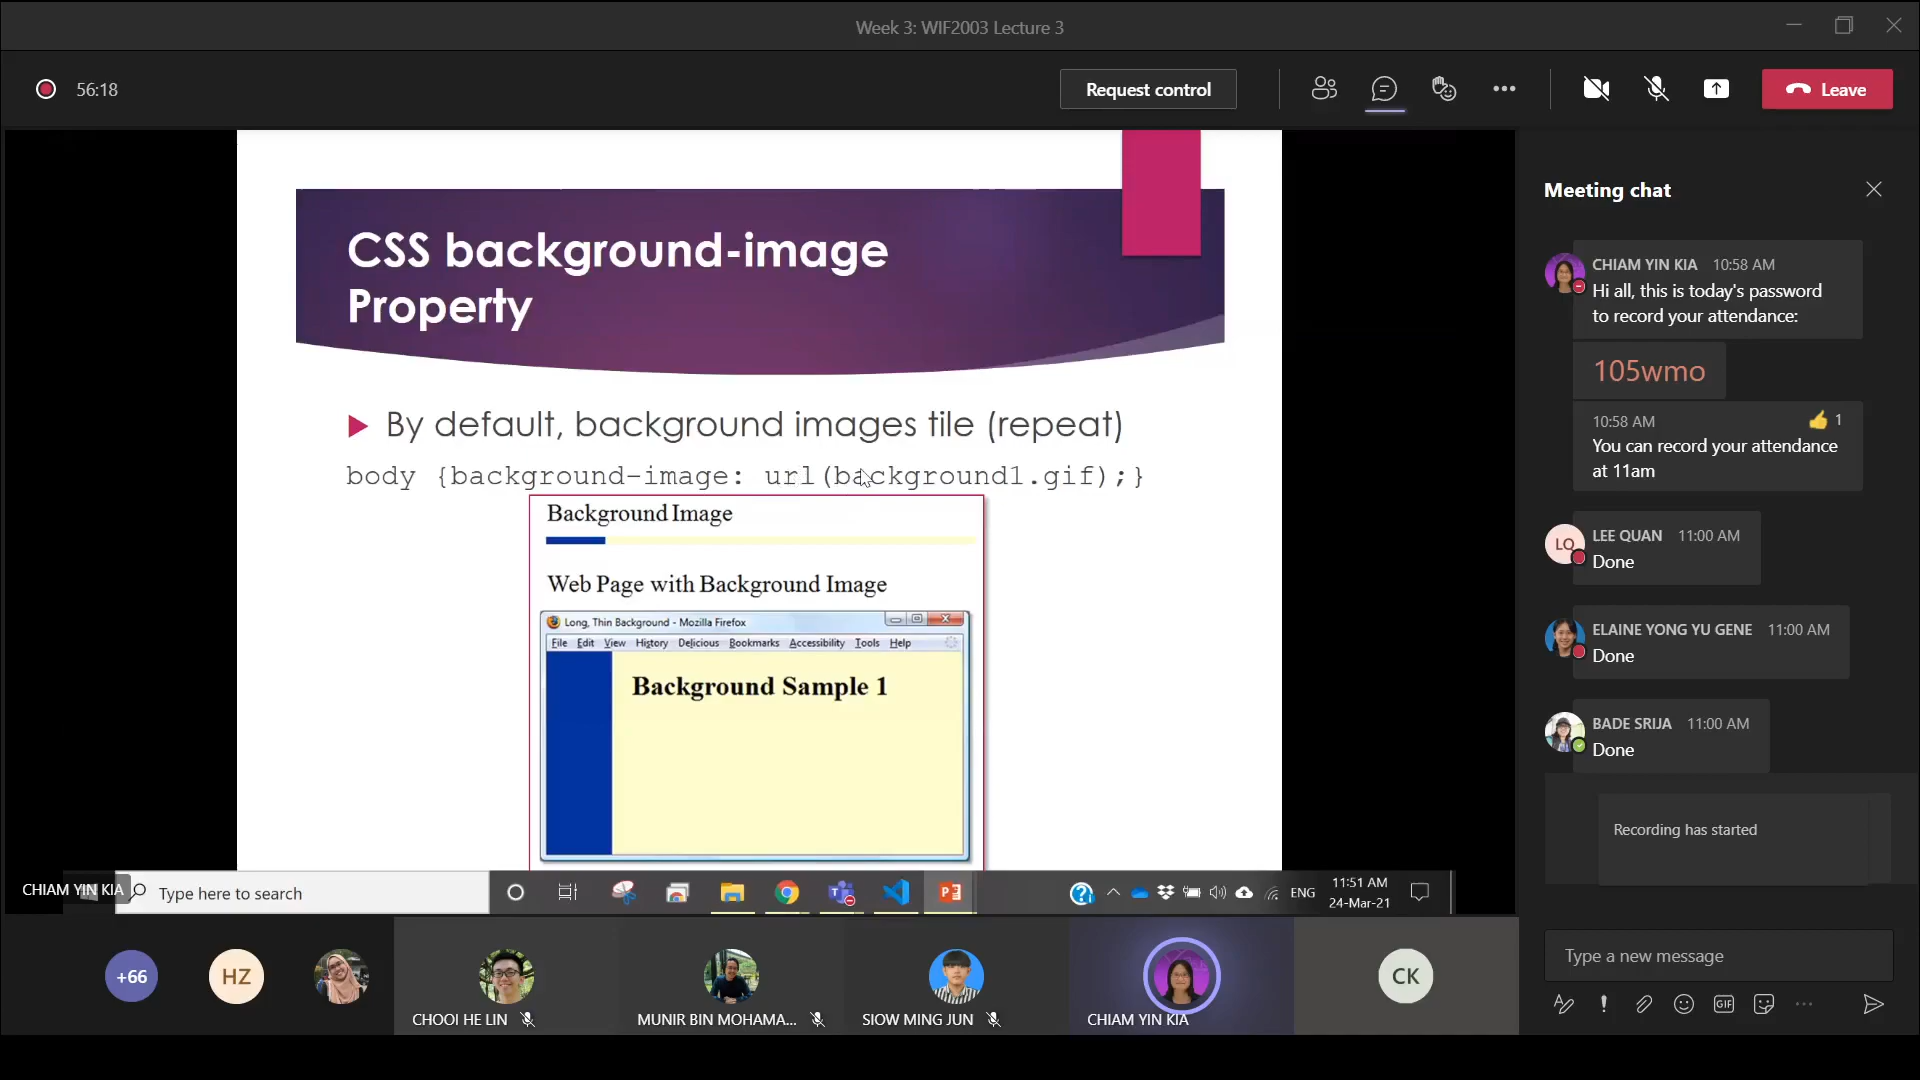 Week 3: WIF2003 Lecture 3
56:18
Request control
Leave
CSS background-image
Property
By default, background images tile (repeat)
body {background-image: url(background1.gif);}
Background Image
Web Page with Background Image
Long, Thin Background - Mozilla Firefox
File Edit View History Delicious Bookmarks Accessibility Tools Help
Background Sample 1
CHIAM YIN KIA
Type here to search
ENG
11:51 AM
24-Mar-21
+66
HZ
CHOOI HE LIN
MUNIR BIN MOHAMA...
SIOW MING JUN
CHIAM YIN KIA
CK
Meeting chat
CHIAM YIN KIA 10:58 AM
Hi all, this is today's password
to record your attendance:
105wmo
10:58 AM
1
You can record your attendance
at 11am
LQ
LEE QUAN 11:00 AM
Done
ELAINE YONG YU GENE 11:00 AM
Done
BADE SRIJA 11:00 AM
Done
Recording has started
Type a new message
GIF